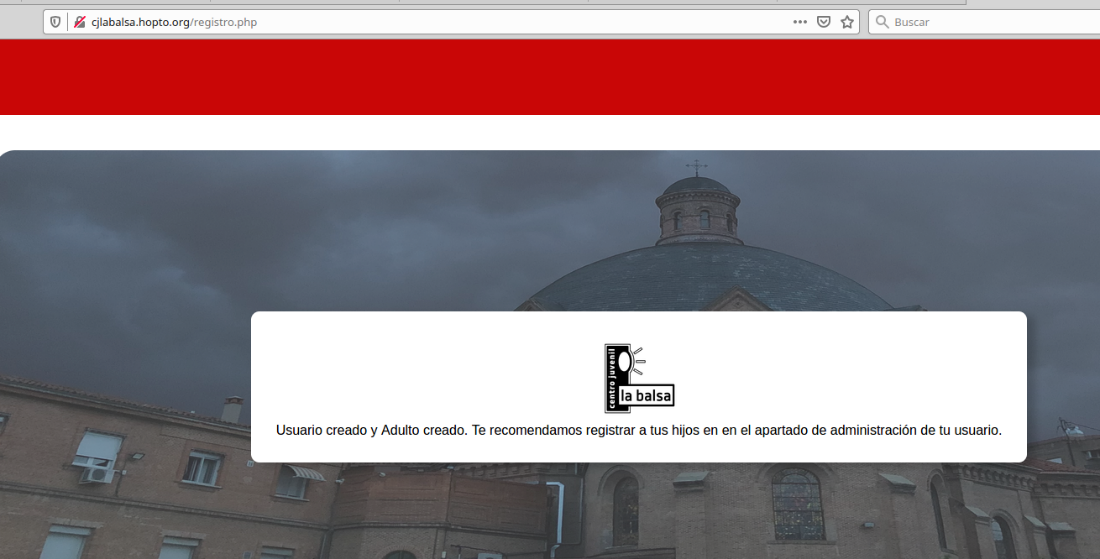 cjlabalsa.hopto.org/registro.php
Buscar
centro juvenil
la balsa
Usuario creado y Adulto creado. Te recomendamos registrar a tus hijos en en el apartado de administración de tu usuario.